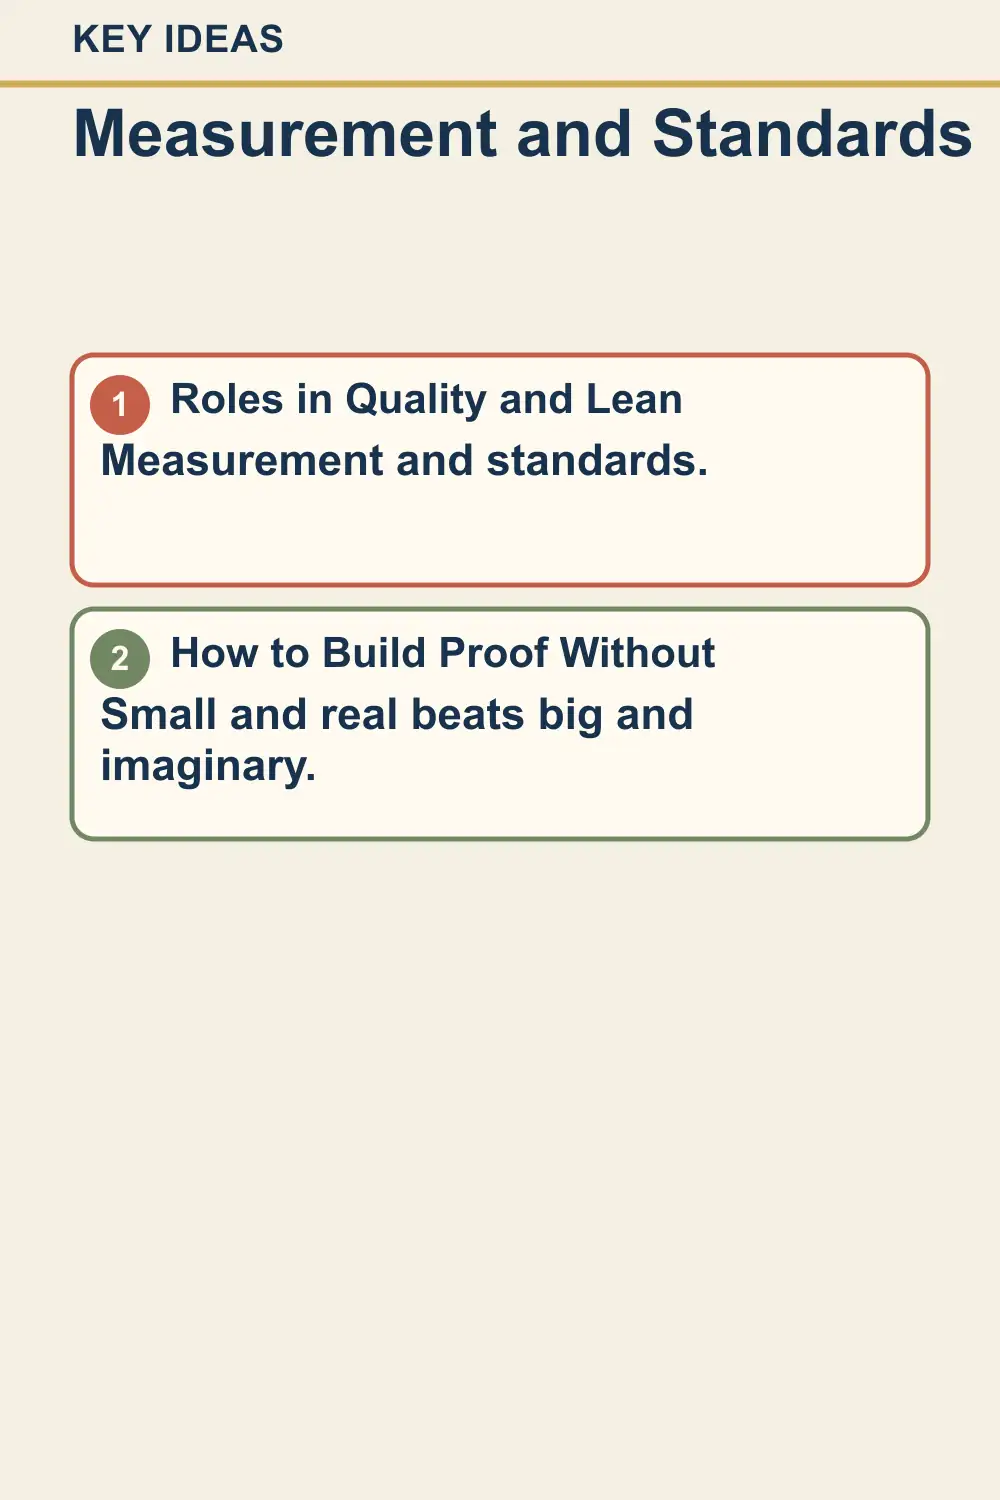 KEY IDEAS
Measurement and Standards
1 Roles in Quality and Lean
Measurement and standards.
2 How to Build Proof Without
Small and real beats big and
imaginary.